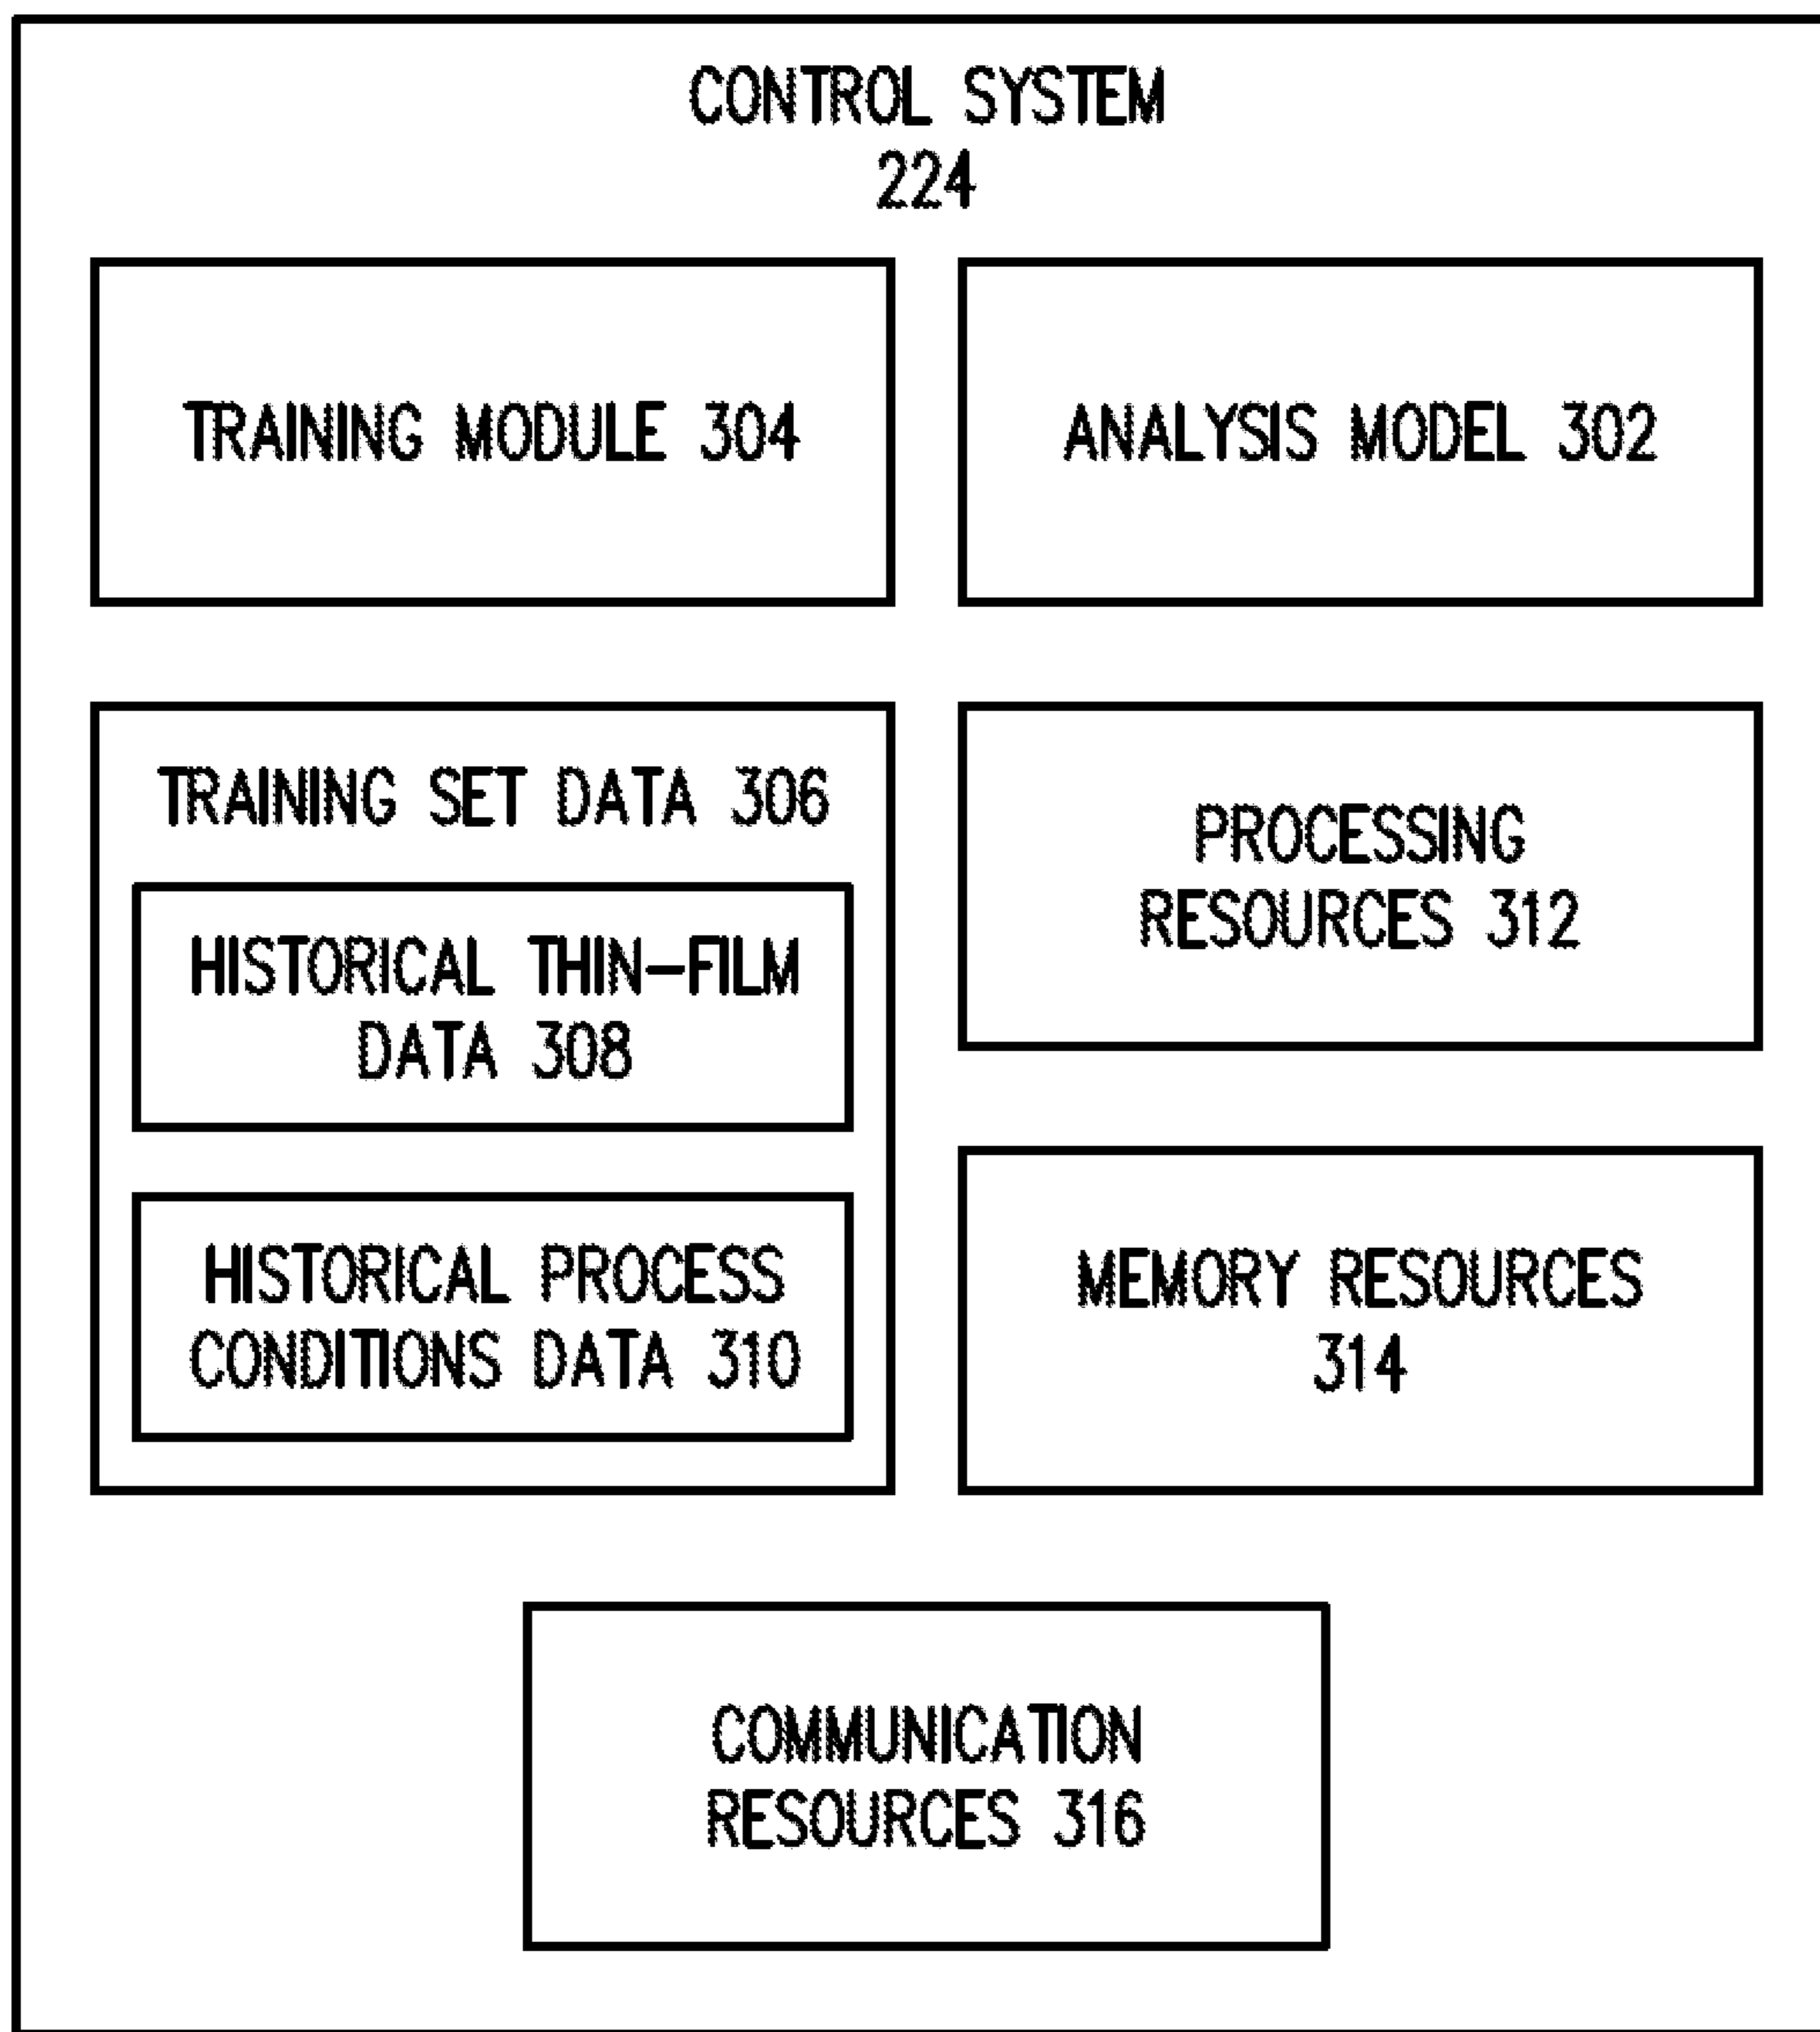 CONTROL SYSTEM
224
TRAINING MODULE 304
ANALYSIS MODEL 302
TRAINING SET DATA 306
HISTORICAL THIN-FILM
DATA 308
HISTORICAL PROCESS
CONDITIONS DATA 310
PROCESSING
RESOURCES 312
MEMORY RESOURCES
314
COMMUNICATION
RESOURCES 316